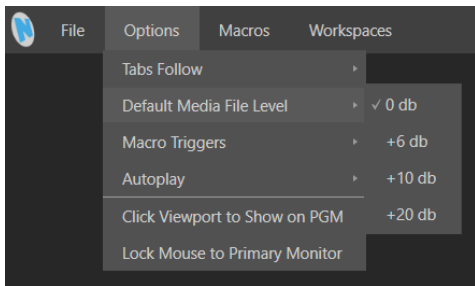 N File Options Macros Workspaces
Tabs Follow
Default Media File Level ✓ 0 db
Macro Triggers +6 db
Autoplay +10 db
Click Viewport to Show on PGM +20 db
Lock Mouse to Primary Monitor